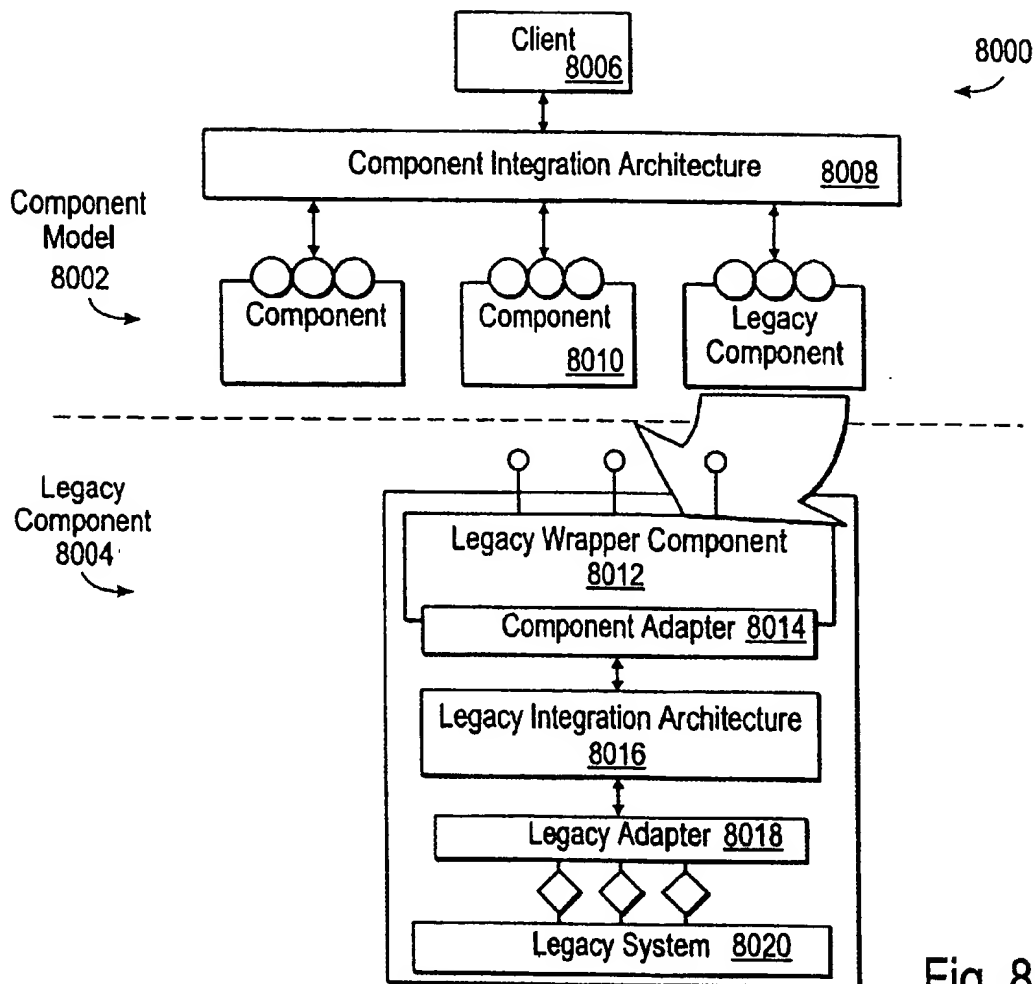 Client
8006
8000
Component Integration Architecture 8008
Component
Model
8002
Component
Component
8010
Legacy
Component
Legacy
Component
8004
Legacy Wrapper Component
8012
Component Adapter 8014
Legacy Integration Architecture
8016
Legacy Adapter 8018
Legacy System 8020
Fig. 8